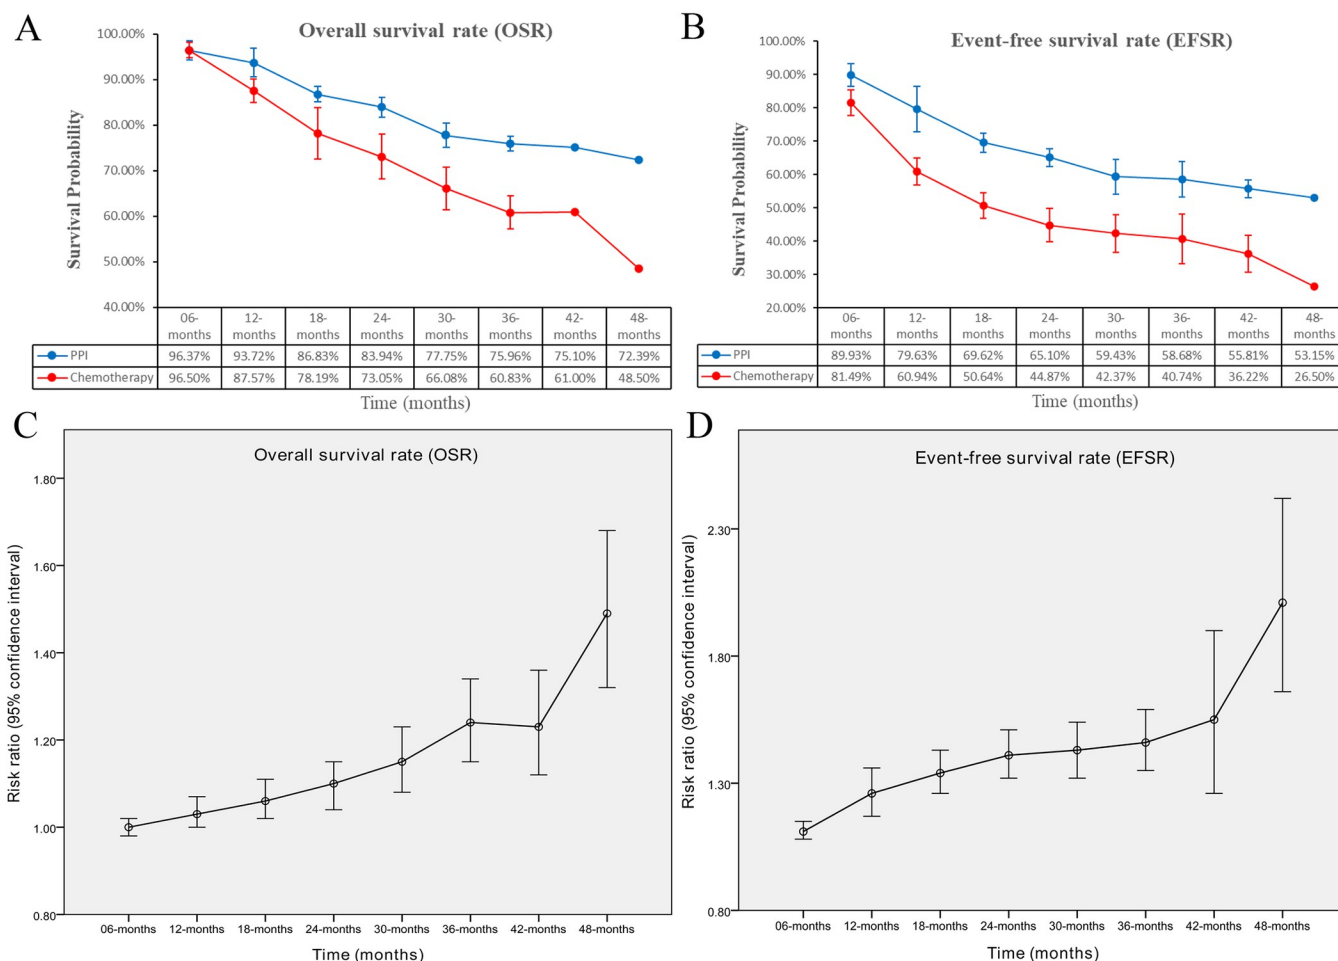 A
Overall survival rate (OSR)
100.00%
90.00%
80.00%
70.00%
60.00%
50.00%
40.00%
Survival Probability
06-months 12-months 18-months 24-months 30-months 36-months 42-months 48-months
PPI 96.37% 93.72% 86.83% 83.94% 77.75% 75.96% 75.10% 72.39%
Chemotherapy 96.50% 87.57% 78.19% 73.05% 66.08% 60.83% 61.00% 48.50%
Time (months)
B
Event-free survival rate (EFSR)
100.00%
90.00%
80.00%
70.00%
60.00%
50.00%
40.00%
30.00%
20.00%
Survival Probability
06-months 12-months 18-months 24-months 30-months 36-months 42-months 48-months
PPI 89.93% 79.63% 69.62% 65.10% 59.43% 58.68% 55.81% 53.15%
Chemotherapy 81.49% 60.94% 50.64% 44.87% 42.37% 40.74% 36.22% 26.50%
Time (months)
C
Overall survival rate (OSR)
1.80
1.60
1.40
1.20
1.00
0.80
Risk ratio (95% confidence interval)
06-months 12-months 18-months 24-months 30-months 36-months 42-months 48-months
Time (months)
D
Event-free survival rate (EFSR)
2.30
1.80
1.30
0.80
Risk ratio (95% confidence interval)
06-months 12-months 18-months 24-months 30-months 36-months 42-months 48-months
Time (months)